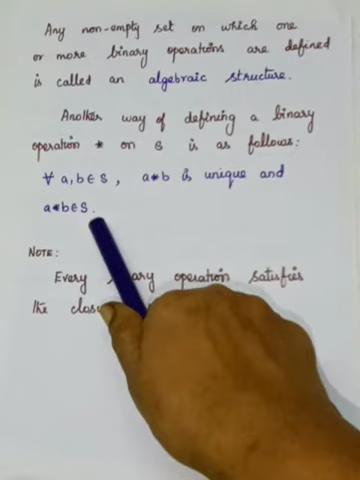 Any non-empty set on which one
or more binary operations are defined
is called an algebraic structure.
Another way of defining a binary
operation * on S is as follows:
∀ a, b ∈ S, a*b is unique and
a*b ∈ S.
NOTE:
Every operation satisfies
the